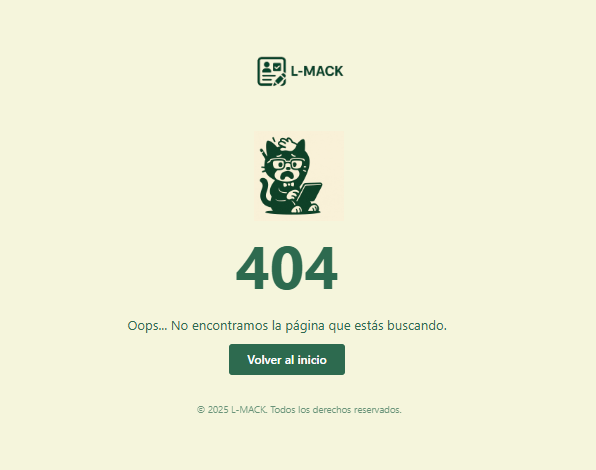 L-MACK
404
Oops... No encontramos la página que estás buscando.
Volver al inicio
© 2025 L-MACK. Todos los derechos reservados.